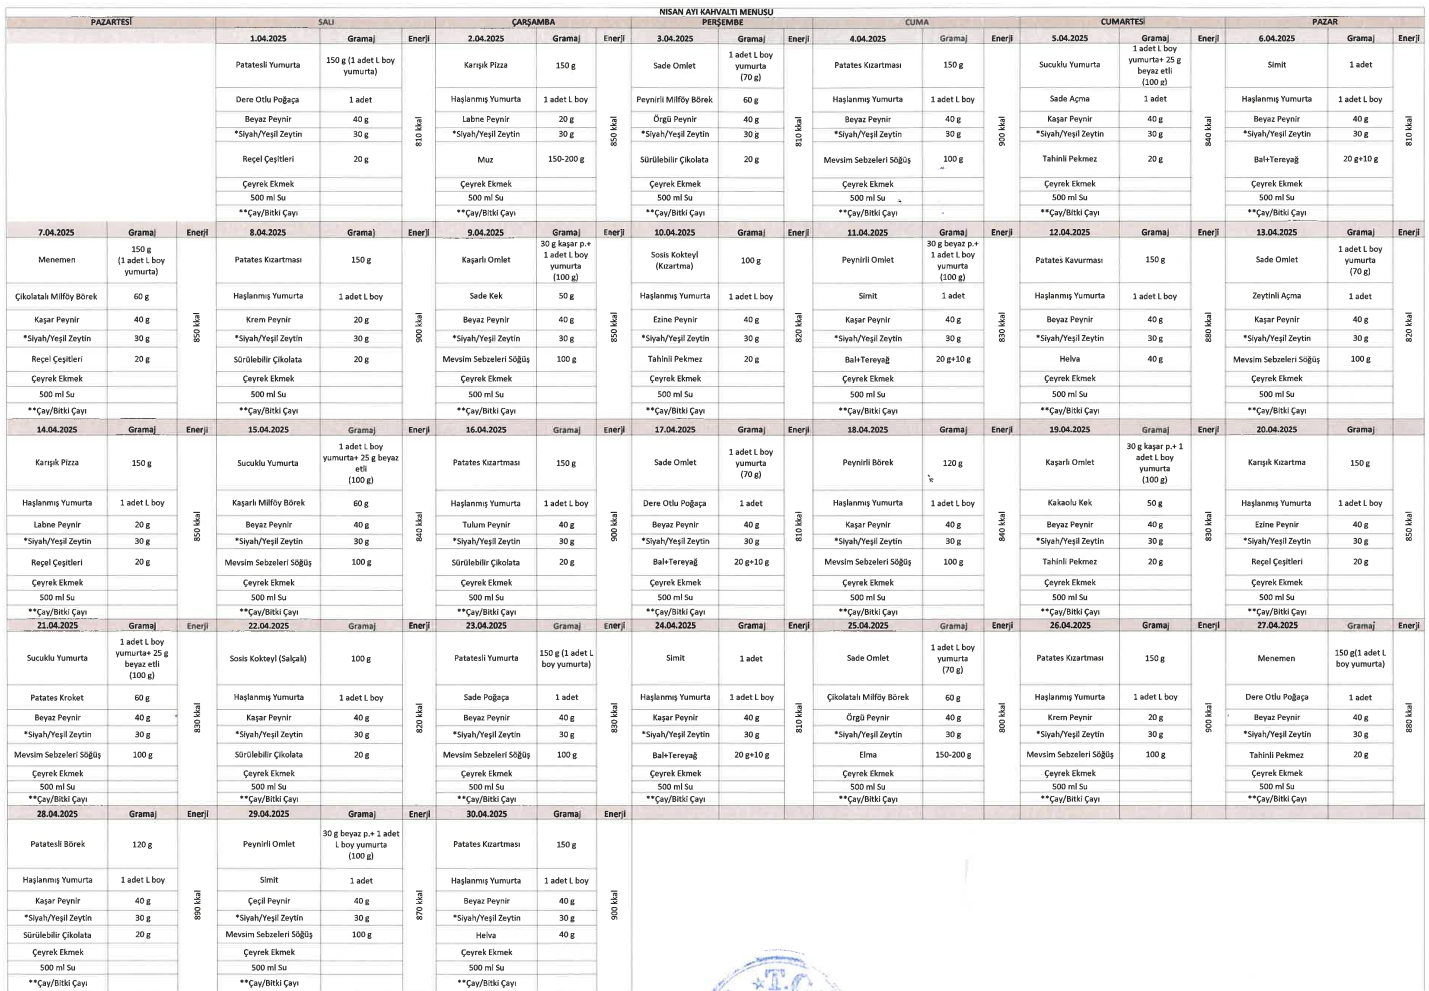 NİSAN AYI KAHVALTI MENÜSÜ
PAZARTESİ SALI ÇARŞAMBA PERŞEMBE CUMA CUMARTESİ PAZAR
1.04.2025 Gramaj Enerji 2.04.2025 Gramaj Enerji 3.04.2025 Gramaj Enerji 4.04.2025 Gramaj Enerji 5.04.2025 Gramaj Enerji 6.04.2025 Gramaj Enerji
Patatesli Yumurta 150 g (1 adet L boy yumurta) Karışık Pizza 150 g Sade Omlet 1 adet L boy yumurta (70 g) Patates Kızartması 150 g Sucuklu Yumurta 1 adet L boy yumurta+ 25 g beyaz etli (100 g) Simit 1 adet
Dere Otlu Poğaça 1 adet Haşlanmış Yumurta 1 adet L boy Peynirli Milföy Börek 60 g Haşlanmış Yumurta 1 adet L boy Sade Açma 1 adet Haşlanmış Yumurta 1 adet L boy
Beyaz Peynir 40 g Labne Peynir 20 g Örgü Peynir 40 g Beyaz Peynir 40 g Kaşar Peynir 40 g Beyaz Peynir 40 g
810 kkal 850 kkal 810 kkal 900 kkal 840 kkal 810 kkal
*Siyah/Yeşil Zeytin 30 g *Siyah/Yeşil Zeytin 30 g *Siyah/Yeşil Zeytin 30 g *Siyah/Yeşil Zeytin 30 g *Siyah/Yeşil Zeytin 30 g *Siyah/Yeşil Zeytin 30 g
Reçel Çeşitleri 20 g Muz 150-200 g Sürülebilir Çikolata 20 g Mevsim Sebzeleri Söğüş 100 g Tahinli Pekmez 20 g Bal+Tereyağ 20 g+10 g
Çeyrek Ekmek Çeyrek Ekmek Çeyrek Ekmek Çeyrek Ekmek Çeyrek Ekmek Çeyrek Ekmek
500 ml Su 500 ml Su 500 ml Su 500 ml Su 500 ml Su 500 ml Su
**Çay/Bitki Çayı **Çay/Bitki Çayı **Çay/Bitki Çayı **Çay/Bitki Çayı **Çay/Bitki Çayı **Çay/Bitki Çayı
7.04.2025 Gramaj Enerji 8.04.2025 Gramaj Enerji 9.04.2025 Gramaj Enerji 10.04.2025 Gramaj Enerji 11.04.2025 Gramaj Enerji 12.04.2025 Gramaj Enerji 13.04.2025 Gramaj Enerji
Menemen 150 g (1 adet L boy yumurta) Patates Kızartması 150 g Kaşarlı Omlet 30 g kaşar p.+ 1 adet L boy yumurta (100 g) Sosis Kokteyl (Kızartma) 100 g Peynirli Omlet 30 g beyaz p.+ 1 adet L boy yumurta (100 g) Patates Kavurması 150 g Sade Omlet 1 adet L boy yumurta (70 g)
Çikolatalı Milföy Börek 60 g Haşlanmış Yumurta 1 adet L boy Sade Kek 50 g Haşlanmış Yumurta 1 adet L boy Simit 1 adet Haşlanmış Yumurta 1 adet L boy Zeytinli Açma 1 adet
Kaşar Peynir 40 g Krem Peynir 20 g Beyaz Peynir 40 g Ezine Peynir 40 g Kaşar Peynir 40 g Beyaz Peynir 40 g Kaşar Peynir 40 g
850 kkal 900 kkal 850 kkal 820 kkal 830 kkal 880 kkal 820 kkal
*Siyah/Yeşil Zeytin 30 g *Siyah/Yeşil Zeytin 30 g *Siyah/Yeşil Zeytin 30 g *Siyah/Yeşil Zeytin 30 g *Siyah/Yeşil Zeytin 30 g *Siyah/Yeşil Zeytin 30 g *Siyah/Yeşil Zeytin 30 g
Reçel Çeşitleri 20 g Sürülebilir Çikolata 20 g Mevsim Sebzeleri Söğüş 100 g Tahinli Pekmez 20 g Bal+Tereyağ 20 g+10 g Helva 40 g Mevsim Sebzeleri Söğüş 100 g
Çeyrek Ekmek Çeyrek Ekmek Çeyrek Ekmek Çeyrek Ekmek Çeyrek Ekmek Çeyrek Ekmek Çeyrek Ekmek
500 ml Su 500 ml Su 500 ml Su 500 ml Su 500 ml Su 500 ml Su 500 ml Su
**Çay/Bitki Çayı **Çay/Bitki Çayı **Çay/Bitki Çayı **Çay/Bitki Çayı **Çay/Bitki Çayı **Çay/Bitki Çayı **Çay/Bitki Çayı
14.04.2025 Gramaj Enerji 15.04.2025 Gramaj Enerji 16.04.2025 Gramaj Enerji 17.04.2025 Gramaj Enerji 18.04.2025 Gramaj Enerji 19.04.2025 Gramaj Enerji 20.04.2025 Gramaj Enerji
Karışık Pizza 150 g Sucuklu Yumurta 1 adet L boy yumurta+ 25 g beyaz etli (100 g) Patates Kızartması 150 g Sade Omlet 1 adet L boy yumurta (70 g) Peynirli Börek 120 g Kaşarlı Omlet 30 g kaşar p.+ 1 adet L boy yumurta (100 g) Karışık Kızartma 150 g
Haşlanmış Yumurta 1 adet L boy Kaşarlı Milföy Börek 60 g Haşlanmış Yumurta 1 adet L boy Dere Otlu Poğaça 1 adet Haşlanmış Yumurta 1 adet L boy Kakaolu Kek 50 g Haşlanmış Yumurta 1 adet L boy
Labne Peynir 20 g Beyaz Peynir 40 g Tulum Peynir 40 g Beyaz Peynir 40 g Kaşar Peynir 40 g Beyaz Peynir 40 g Ezine Peynir 40 g
850 kkal 840 kkal 900 kkal 810 kkal 840 kkal 830 kkal 850 kkal
*Siyah/Yeşil Zeytin 30 g *Siyah/Yeşil Zeytin 30 g *Siyah/Yeşil Zeytin 30 g *Siyah/Yeşil Zeytin 30 g *Siyah/Yeşil Zeytin 30 g *Siyah/Yeşil Zeytin 30 g *Siyah/Yeşil Zeytin 30 g
Reçel Çeşitleri 20 g Mevsim Sebzeleri Söğüş 100 g Sürülebilir Çikolata 20 g Bal+Tereyağ 20 g+10 g Mevsim Sebzeleri Söğüş 100 g Tahinli Pekmez 20 g Reçel Çeşitleri 20 g
Çeyrek Ekmek Çeyrek Ekmek Çeyrek Ekmek Çeyrek Ekmek Çeyrek Ekmek Çeyrek Ekmek Çeyrek Ekmek
500 ml Su 500 ml Su 500 ml Su 500 ml Su 500 ml Su 500 ml Su 500 ml Su
**Çay/Bitki Çayı **Çay/Bitki Çayı **Çay/Bitki Çayı **Çay/Bitki Çayı **Çay/Bitki Çayı **Çay/Bitki Çayı **Çay/Bitki Çayı
21.04.2025 Gramaj Enerji 22.04.2025 Gramaj Enerji 23.04.2025 Gramaj Enerji 24.04.2025 Gramaj Enerji 25.04.2025 Gramaj Enerji 26.04.2025 Gramaj Enerji 27.04.2025 Gramaj Enerji
Sucuklu Yumurta 1 adet L boy yumurta+ 25 g beyaz etli (100 g) Sosis Kokteyl (Salçalı) 100 g Patatesli Yumurta 150 g (1 adet L boy yumurta) Simit 1 adet Sade Omlet 1 adet L boy yumurta (70 g) Patates Kızartması 150 g Menemen 150 g(1 adet L boy yumurta)
Patates Kroket 60 g Haşlanmış Yumurta 1 adet L boy Sade Poğaça 1 adet Haşlanmış Yumurta 1 adet L boy Çikolatalı Milföy Börek 60 g Haşlanmış Yumurta 1 adet L boy Dere Otlu Poğaça 1 adet
Beyaz Peynir 40 g Kaşar Peynir 40 g Beyaz Peynir 40 g Kaşar Peynir 40 g Örgü Peynir 40 g Krem Peynir 20 g Beyaz Peynir 40 g
830 kkal 820 kkal 830 kkal 810 kkal 800 kkal 900 kkal 880 kkal
*Siyah/Yeşil Zeytin 30 g *Siyah/Yeşil Zeytin 30 g *Siyah/Yeşil Zeytin 30 g *Siyah/Yeşil Zeytin 30 g *Siyah/Yeşil Zeytin 30 g *Siyah/Yeşil Zeytin 30 g *Siyah/Yeşil Zeytin 30 g
Mevsim Sebzeleri Söğüş 100 g Sürülebilir Çikolata 20 g Mevsim Sebzeleri Söğüş 100 g Bal+Tereyağ 20 g+10 g Elma 150-200 g Mevsim Sebzeleri Söğüş 100 g Tahinli Pekmez 20 g
Çeyrek Ekmek Çeyrek Ekmek Çeyrek Ekmek Çeyrek Ekmek Çeyrek Ekmek Çeyrek Ekmek Çeyrek Ekmek
500 ml Su 500 ml Su 500 ml Su 500 ml Su 500 ml Su 500 ml Su 500 ml Su
**Çay/Bitki Çayı **Çay/Bitki Çayı **Çay/Bitki Çayı **Çay/Bitki Çayı **Çay/Bitki Çayı **Çay/Bitki Çayı **Çay/Bitki Çayı
28.04.2025 Gramaj Enerji 29.04.2025 Gramaj Enerji 30.04.2025 Gramaj Enerji
Patatesli Börek 120 g Peynirli Omlet 30 g beyaz p.+ 1 adet L boy yumurta (100 g) Patates Kızartması 150 g
Haşlanmış Yumurta 1 adet L boy Simit 1 adet Haşlanmış Yumurta 1 adet L boy
Kaşar Peynir 40 g Çeçil Peynir 40 g Beyaz Peynir 40 g
890 kkal 870 kkal 900 kkal
*Siyah/Yeşil Zeytin 30 g *Siyah/Yeşil Zeytin 30 g *Siyah/Yeşil Zeytin 30 g
Sürülebilir Çikolata 20 g Mevsim Sebzeleri Söğüş 100 g Helva 40 g
Çeyrek Ekmek Çeyrek Ekmek Çeyrek Ekmek
500 ml Su 500 ml Su 500 ml Su
**Çay/Bitki Çayı **Çay/Bitki Çayı **Çay/Bitki Çayı
T.C